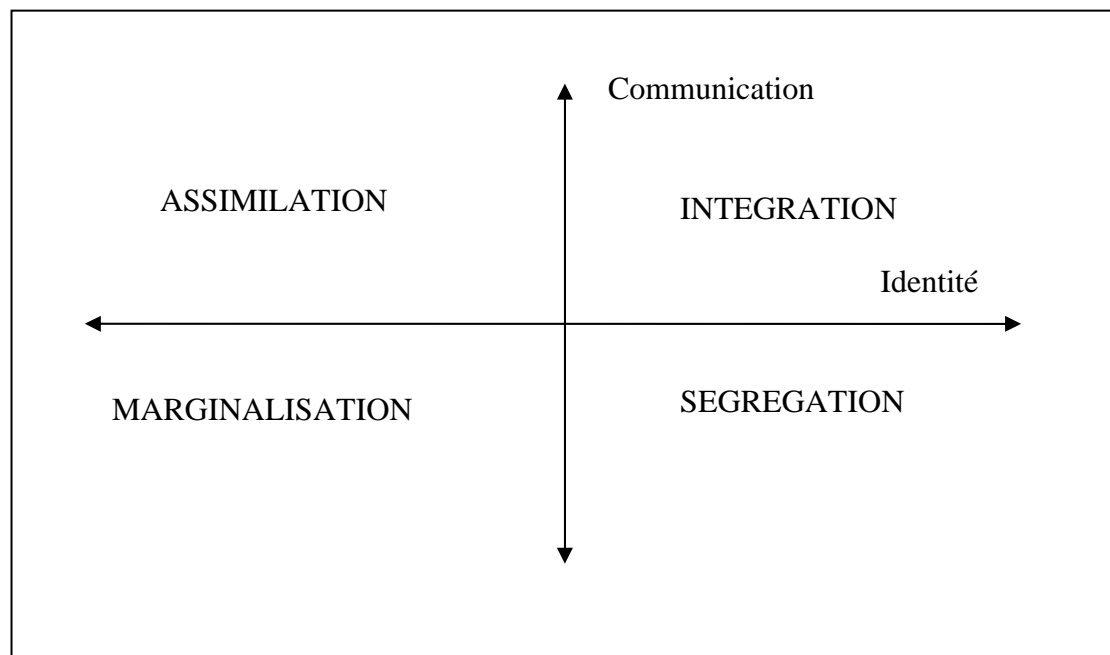 Communication
ASSIMILATION
INTEGRATION
Identité
MARGINALISATION
SEGREGATION